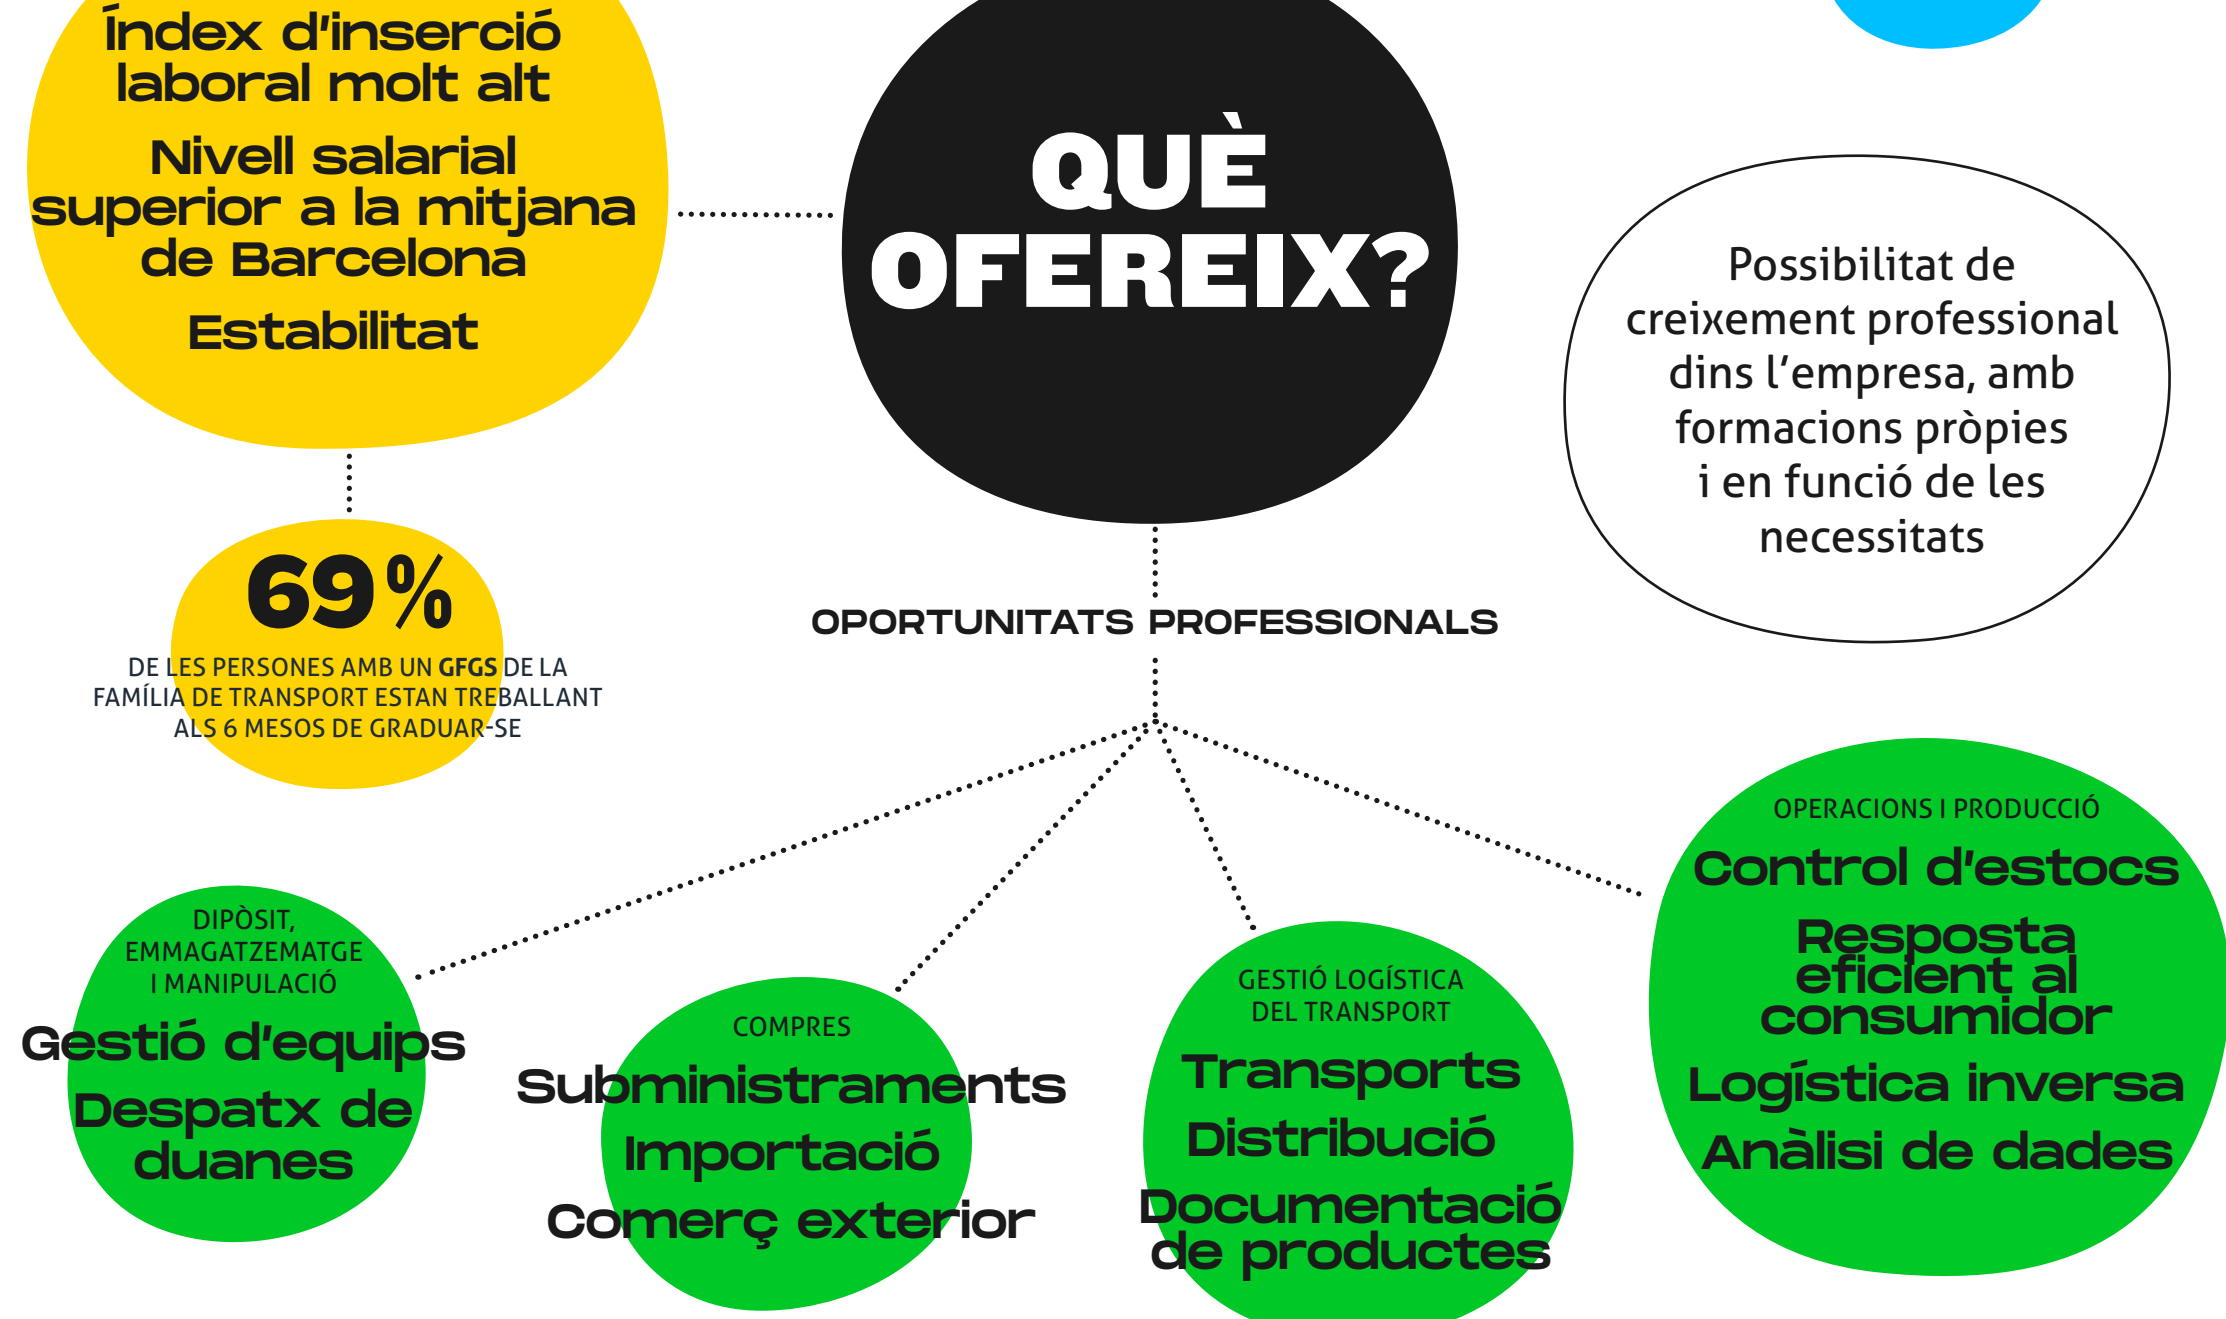 Índex d'inserció
laboral molt alt
Nivell salarial
superior a la mitjana
de Barcelona
Estabilitat
QUÈ
OFEREIX?
Possibilitat de
creixement professional
dins l'empresa, amb
formacions pròpies
i en funció de les
necessitats
69%
DE LES PERSONES AMB UN GFGS DE LA
FAMÍLIA DE TRANSPORT ESTAN TREBALLANT
ALS 6 MESOS DE GRADUAR-SE
OPORTUNITATS PROFESSIONALS
DIPÒSIT,
EMMAGATZEMATGE
I MANIPULACIÓ
Gestió d'equips
Despatx de
duanes
COMPRES
Subministraments
Importació
Comerç exterior
GESTIÓ LOGÍSTICA
DEL TRANSPORT
Transports
Distribució
Documentació
de productes
OPERACIONS I PRODUCCIÓ
Control d'estocs
Resposta
eficient al
consumidor
Logística inversa
Anàlisi de dades